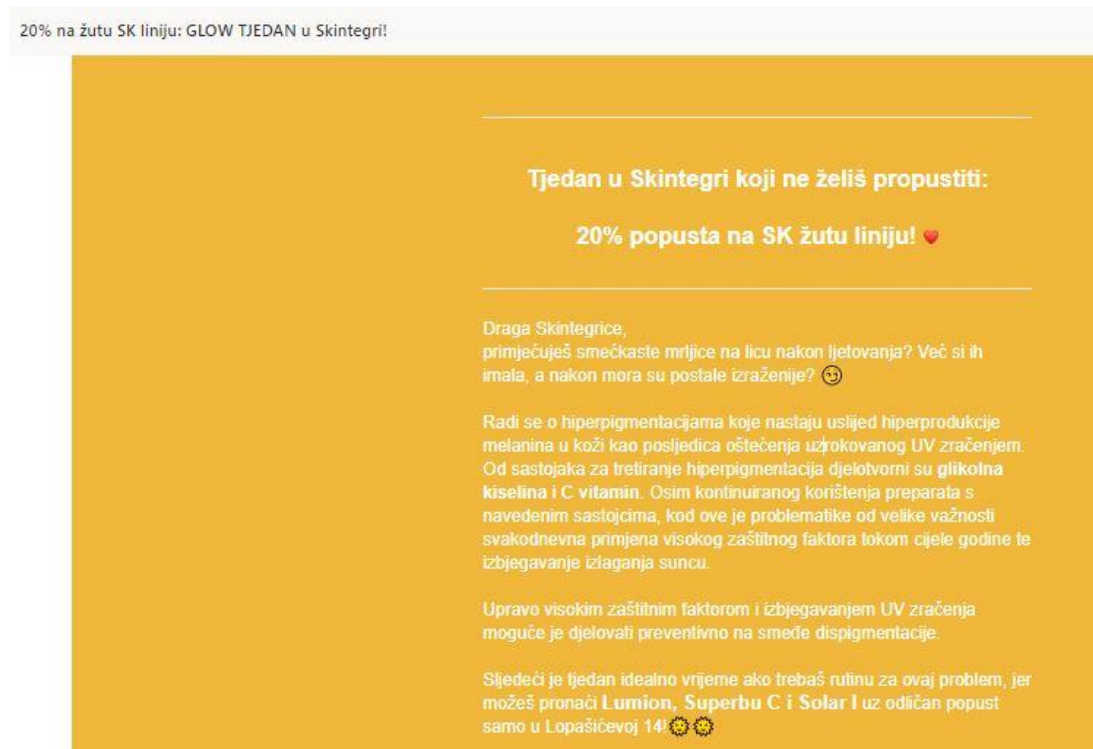 20% na žutu SK liniju: GLOW TJEDAN u Skintegri!
Tjedan u Skintegri koji ne želiš propustiti:
20% popusta na SK žutu liniju! ❤️
Draga Skintegrice,
primjećuješ smećkaste mrljice na licu nakon ljetovanja? Već si ih
imala, a nakon mora su postale izraženije? 😏
Radi se o hiperpigmentacijama koje nastaju uslijed hiperprodukcije
melanina u koži kao posljedica oštećenja uzrokovanog UV zračenjem.
Od sastojaka za tretiranje hiperpigmentacija djelotvorni su glikolna
kiselina i C vitamin. Osim kontinuiranog korištenja preparata s
navedenim sastojcima, kod ove je problematike od velike važnosti
svakodnevna primjena visokog zaštitnog faktora tokom cijele godine te
izbjegavanje izlaganja suncu.
Upravo visokim zaštitnim faktorom i izbjegavanjem UV zračenja
moguće je djelovati preventivno na smeđe dispigmentacije.
Sljedeći je tjedan idealno vrijeme ako trebaš rutinu za ovaj problem, jer
možeš pronaći Lumion, Superbu C i Solar I uz odličan popust
samo u Lopašićevoj 14!🌞🌞